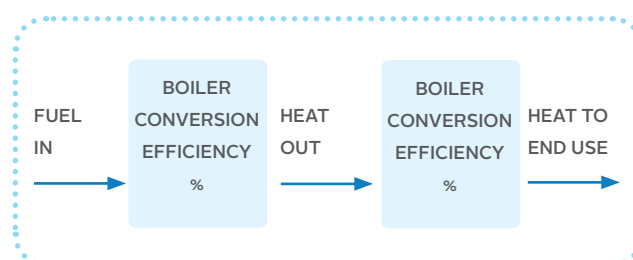 FUEL
IN
BOILER
CONVERSION
EFFICIENCY
%
HEAT
OUT
BOILER
CONVERSION
EFFICIENCY
%
HEAT TO
END USE